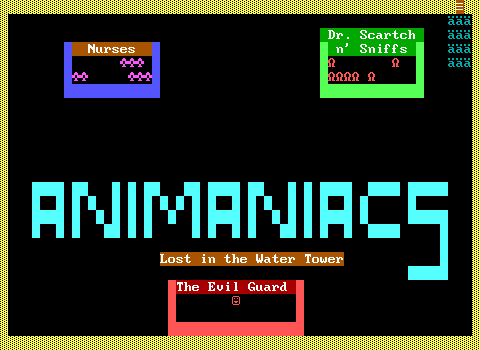 Nurses
Dr. Scartch
n' Sniffs
ANIMANIACS
Lost in the Water Tower
The Evil Guard